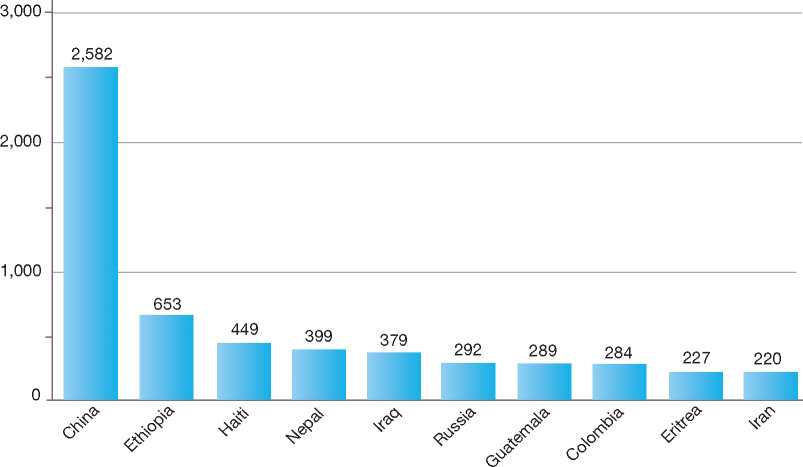 3,000
2,582
2,000
1,000
653
449
399
379
292
289
284
227
220
0
China
Ethiopia
Haiti
Nepal
Iraq
Russia
Guatemala
Colombia
Eritrea
Iran